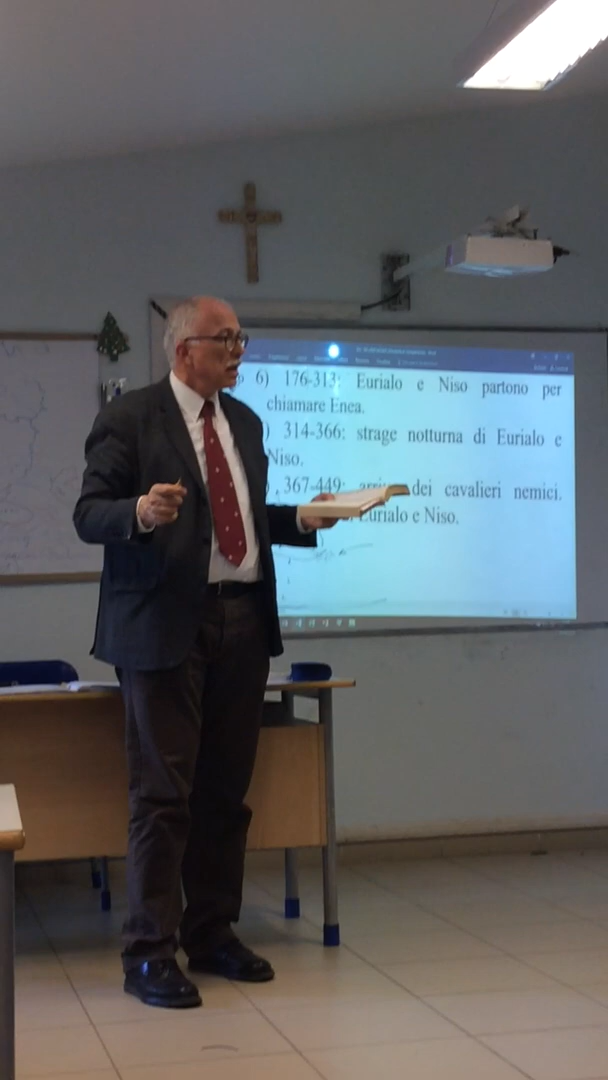 6) 176-313: Eurialo e Niso partono per
chiamare Enea.
) 314-366: strage notturna di Eurialo e
Niso.
367-449: dei cavalieri nemici.
Eurialo e Niso.